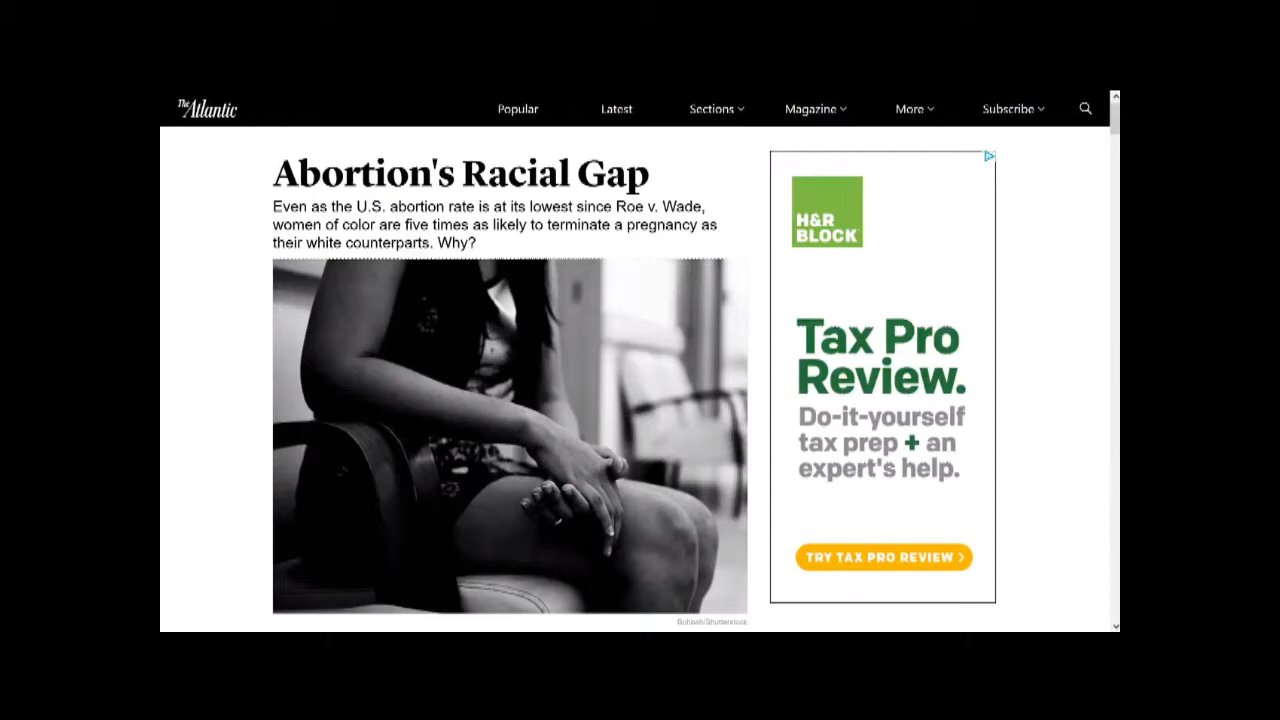 The Atlantic
Popular
Latest
Sections
Magazine
More
Subscribe
Abortion's Racial Gap
Even as the U.S. abortion rate is at its lowest since Roe v. Wade,
women of color are five times as likely to terminate a pregnancy as
their white counterparts. Why?
H&R
BLOCK
Tax Pro
Review.
Do-it-yourself
tax prep + an
expert's help.
TRY TAX PRO REVIEW